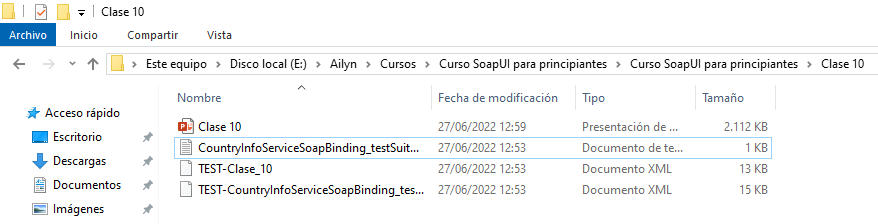 Clase 10
Archivo Inicio Compartir Vista
Este equipo > Disco local (E:) > Ailyn > Cursos > Curso SoapUI para principiantes > Curso SoapUI para principiantes > Clase 10
Nombre Fecha de modificación Tipo Tamaño
Acceso rápido
Escritorio
Descargas
Documentos
Imágenes
Clase 10 27/06/2022 12:59 Presentación de ... 2.112 KB
CountryInfoServiceSoapBinding_testSuit... 27/06/2022 12:53 Documento de te... 1 KB
TEST-Clase_10 27/06/2022 12:53 Documento XML 13 KB
TEST-CountryInfoServiceSoapBinding_tes... 27/06/2022 12:53 Documento XML 15 KB